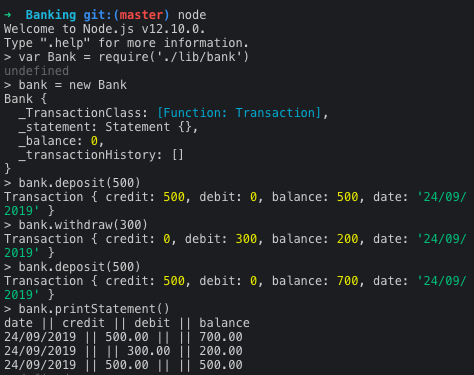 ➜  Banking git:(master) node
Welcome to Node.js v12.10.0.
Type ".help" for more information.
> var Bank = require('./lib/bank')
undefined
> bank = new Bank
Bank {
  _TransactionClass: [Function: Transaction],
  _statement: Statement {},
  _balance: 0,
  _transactionHistory: []
}
> bank.deposit(500)
Transaction { credit: 500, debit: 0, balance: 500, date: '24/09/
2019' }
> bank.withdraw(300)
Transaction { credit: 0, debit: 300, balance: 200, date: '24/09/
2019' }
> bank.deposit(500)
Transaction { credit: 500, debit: 0, balance: 700, date: '24/09/
2019' }
> bank.printStatement()
date || credit || debit || balance
24/09/2019 || 500.00 || || 700.00
24/09/2019 || || 300.00 || 200.00
24/09/2019 || 500.00 || || 500.00